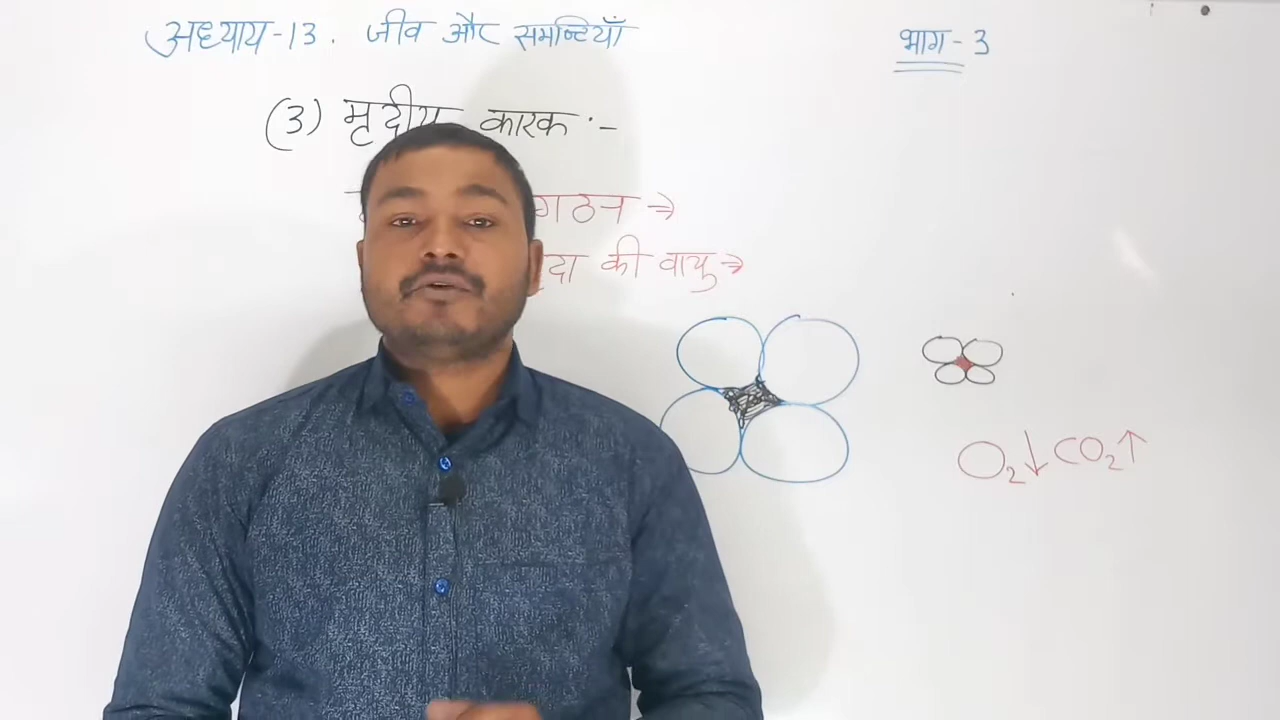 अध्याय-13. जीव और समष्टियाँ
भाग-3
(3) मृदीय कारक :-
गठन →
दा की वायु →
O₂↓ CO₂↑